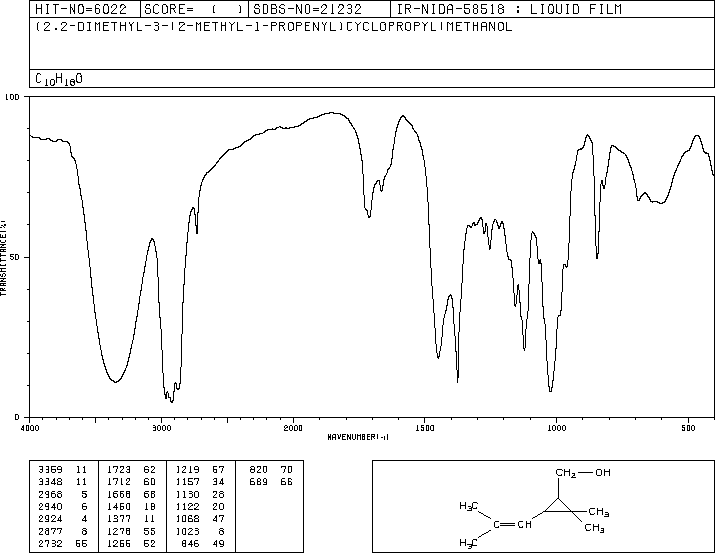 HIT-NO=6022 SCORE= ( ) SDBS-NO=21232 IR-NIDA-58518 : LIQUID FILM
(2,2-DIMETHYL-3-(2-METHYL-1-PROPENYL)CYCLOPROPYL)METHANOL
C10H18O
100
50
0
TRANSMITTANCE(%)
4000 3000 2000 1500 1000 500
WAVENUMBER(-1)
3369 11 1723 62 1219 57 820 70
3348 11 1712 60 1157 34 689 66
2968 5 1668 68 1130 28
2940 6 1450 18 1122 20
2924 4 1377 11 1068 47
2877 8 1278 55 1023 8
2732 55 1255 52 846 49
CH2 OH
H3C
CH
CH3
CH3
H3C